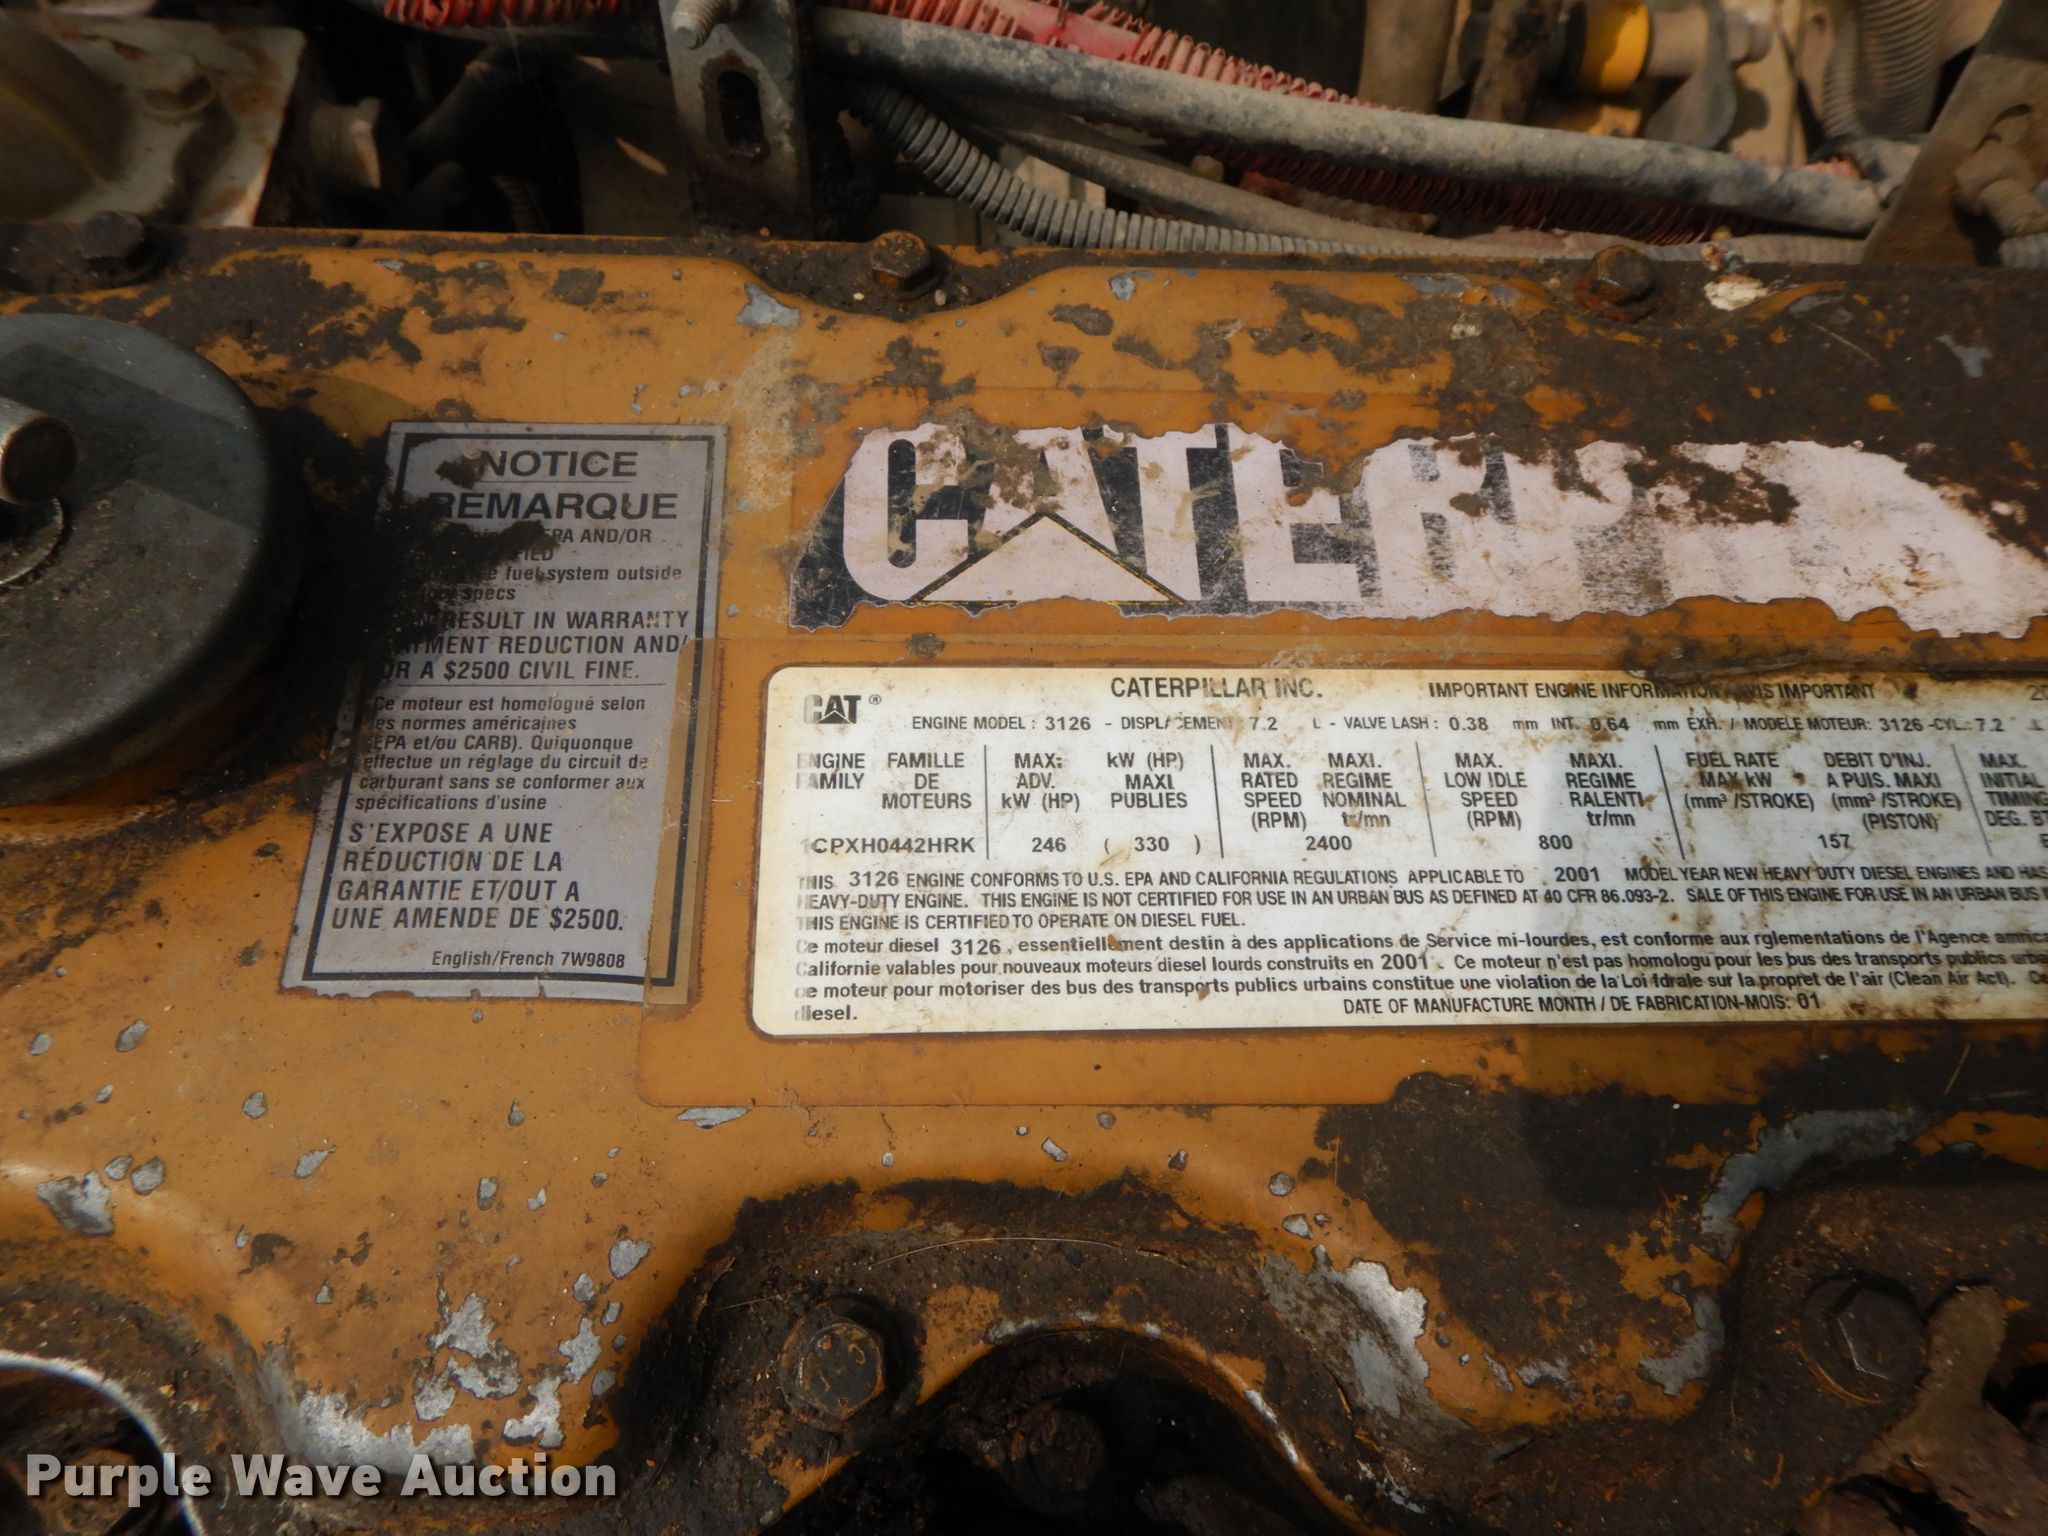 NOTICE
REMARQUE
EPA AND/OR
fuel system outside
specs
RESULT IN WARRANTY
REDUCTION AND/
OR A $2500 CIVIL FINE.
Ce moteur est homologué selon
les normes américaines
(EPA et/ou CARB). Quiquonque
effectue un réglage du circuit de
carburant sans se conformer aux
spécifications d'usine
S'EXPOSE A UNE
RÉDUCTION DE LA
GARANTIE ET/OUT A
UNE AMENDE DE $2500.
English/French 7W9808
CATERP
CAT ® CATERPILLAR INC. IMPORTANT ENGINE INFORMATION AVIS IMPORTANT
ENGINE MODEL : 3126 - DISPLACEMENT 7.2 L - VALVE LASH : 0.38 mm INT. 0.64 mm EXH. / MODELE MOTEUR: 3126 -CYL.: 7.2 L
ENGINE FAMILLE MAX. kW (HP) MAX. MAXI. MAX. MAXI. FUEL RATE DEBIT D'INJ. MAX.
FAMILY DE ADV. MAXI RATED REGIME LOW IDLE REGIME MAX kW A PUIS. MAXI INITIAL
MOTEURS kW (HP) PUBLIES SPEED NOMINAL SPEED RALENTI (mm³ /STROKE) (mm³ /STROKE) TIMING
(RPM) tr/mn (RPM) tr/mn (PISTON) DEG.
1CPXH0442HRK 246 ( 330 ) 2400 800 157
THIS 3126 ENGINE CONFORMS TO U.S. EPA AND CALIFORNIA REGULATIONS APPLICABLE TO 2001 MODEL YEAR NEW HEAVY DUTY DIESEL ENGINES AND HAS
HEAVY-DUTY ENGINE. THIS ENGINE IS NOT CERTIFIED FOR USE IN AN URBAN BUS AS DEFINED AT 40 CFR 86.093-2. SALE OF THIS ENGINE FOR USE IN AN URBAN BUS
THIS ENGINE IS CERTIFIED TO OPERATE ON DIESEL FUEL.
Ce moteur diesel 3126 , essentiellement destin à des applications de Service mi-lourdes, est conforme aux rglementations de l'Agence
Californie valables pour nouveaux moteurs diesel lourds construits en 2001 . Ce moteur n'est pas homologu pour les bus des transports publics
ce moteur pour motoriser des bus des transports publics urbains constitue une violation de la Loi fdrale sur la propret de l'air (Clean Air Act). Ce
diesel.
DATE OF MANUFACTURE MONTH / DE FABRICATION-MOIS: 01
Purple Wave Auction